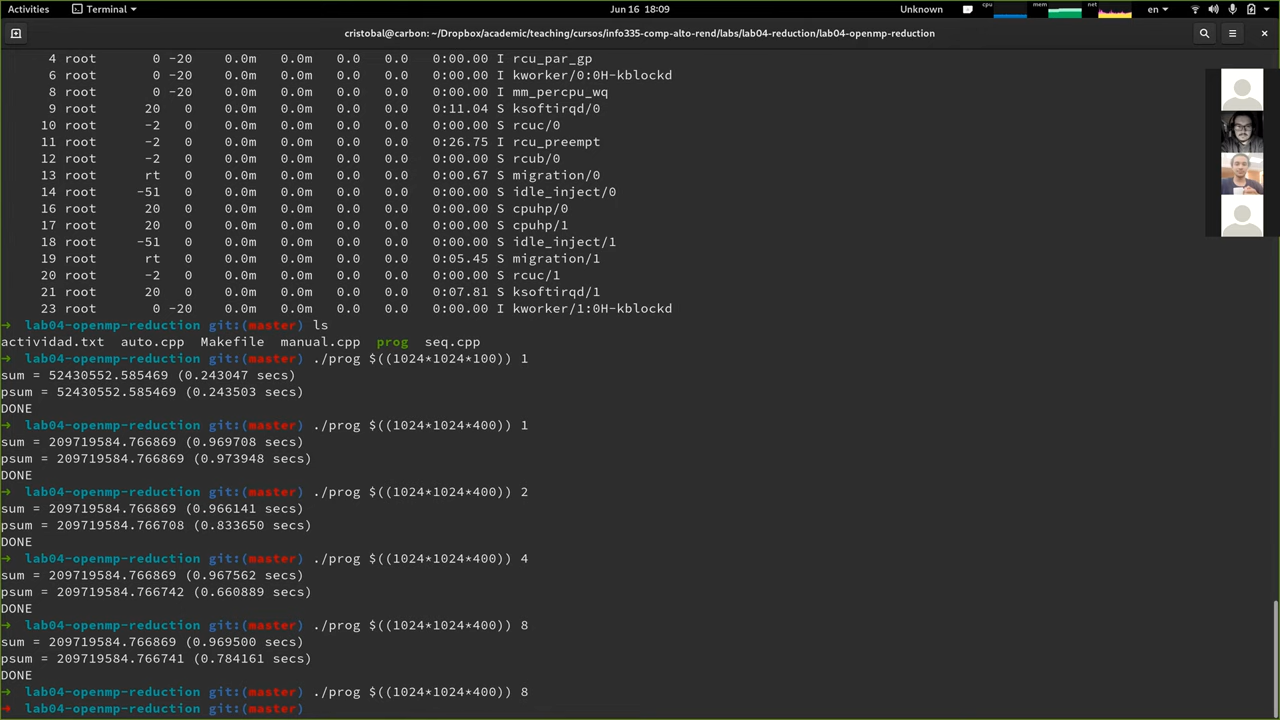 Activities Terminal Jun 16 18:09 Unknown cpu mem net en
cristobal@carbon: ~/Dropbox/academic/teaching/cursos/info335-comp-alto-rend/labs/lab04-reduction/lab04-openmp-reduction
4 root 0 -20 0.0m 0.0m 0.0 0.0 0:00.00 I rcu_par_gp
6 root 0 -20 0.0m 0.0m 0.0 0.0 0:00.00 I kworker/0:0H-kblockd
8 root 0 -20 0.0m 0.0m 0.0 0.0 0:00.00 I mm_percpu_wq
9 root 20 0 0.0m 0.0m 0.0 0.0 0:11.04 S ksoftirqd/0
10 root -2 0 0.0m 0.0m 0.0 0.0 0:00.00 S rcuc/0
11 root -2 0 0.0m 0.0m 0.0 0.0 0:26.75 I rcu_preempt
12 root -2 0 0.0m 0.0m 0.0 0.0 0:00.00 S rcub/0
13 root rt 0 0.0m 0.0m 0.0 0.0 0:00.67 S migration/0
14 root -51 0 0.0m 0.0m 0.0 0.0 0:00.00 S idle_inject/0
16 root 20 0 0.0m 0.0m 0.0 0.0 0:00.00 S cpuhp/0
17 root 20 0 0.0m 0.0m 0.0 0.0 0:00.00 S cpuhp/1
18 root -51 0 0.0m 0.0m 0.0 0.0 0:00.00 S idle_inject/1
19 root rt 0 0.0m 0.0m 0.0 0.0 0:05.45 S migration/1
20 root -2 0 0.0m 0.0m 0.0 0.0 0:00.00 S rcuc/1
21 root 20 0 0.0m 0.0m 0.0 0.0 0:07.81 S ksoftirqd/1
23 root 0 -20 0.0m 0.0m 0.0 0.0 0:00.00 I kworker/1:0H-kblockd
→ lab04-openmp-reduction git:(master) ls
actividad.txt auto.cpp Makefile manual.cpp prog seq.cpp
→ lab04-openmp-reduction git:(master) ./prog $((1024*1024*100)) 1
sum = 52430552.585469 (0.243047 secs)
psum = 52430552.585469 (0.243503 secs)
DONE
→ lab04-openmp-reduction git:(master) ./prog $((1024*1024*400)) 1
sum = 209719584.766869 (0.969708 secs)
psum = 209719584.766869 (0.973948 secs)
DONE
→ lab04-openmp-reduction git:(master) ./prog $((1024*1024*400)) 2
sum = 209719584.766869 (0.966141 secs)
psum = 209719584.766708 (0.833650 secs)
DONE
→ lab04-openmp-reduction git:(master) ./prog $((1024*1024*400)) 4
sum = 209719584.766869 (0.967562 secs)
psum = 209719584.766742 (0.660889 secs)
DONE
→ lab04-openmp-reduction git:(master) ./prog $((1024*1024*400)) 8
sum = 209719584.766869 (0.969500 secs)
psum = 209719584.766741 (0.784161 secs)
DONE
→ lab04-openmp-reduction git:(master) ./prog $((1024*1024*400)) 8
→ lab04-openmp-reduction git:(master)